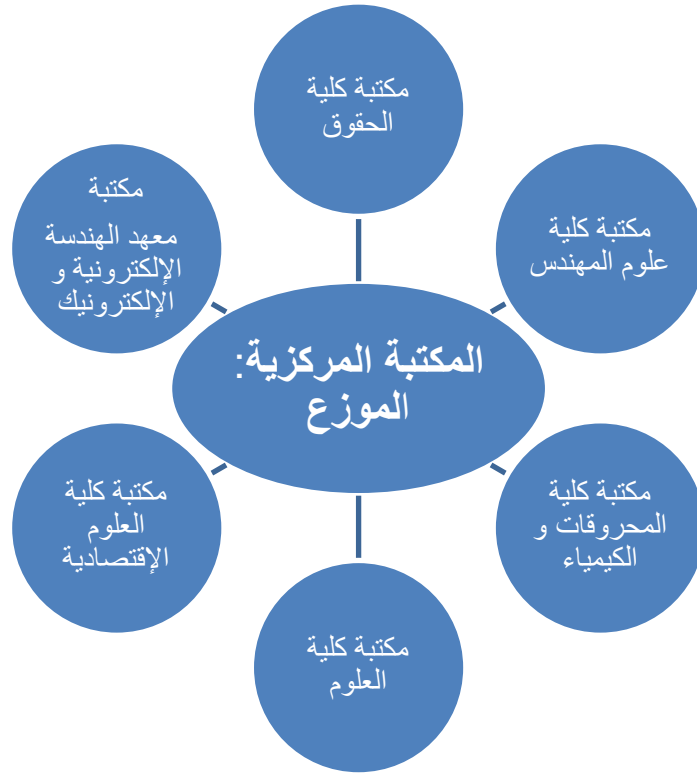 مكتبة كلية
الحقوق
مكتبة كلية
علوم المهندس
مكتبة
معهد الهندسة
الإلكترونية و
الإلكترونيك
المكتبة المركزية:
الموزع
مكتبة كلية
المحروقات و
الكيمياء
مكتبة كلية
العلوم
الإقتصادية
مكتبة كلية
العلوم